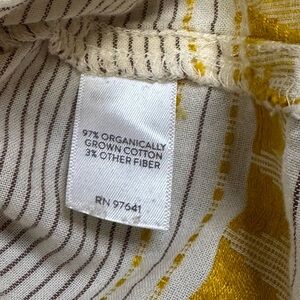 97% ORGANICALLY
GROWN COTTON
3% OTHER FIBER
RN 97641